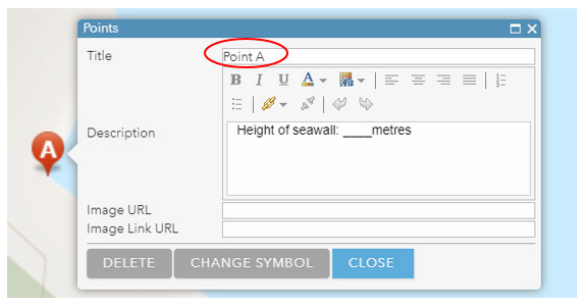 Points
Title
Point A
B I U A
Description
Height of seawall: ____metres
A
Image URL
Image Link URL
DELETE CHANGE SYMBOL CLOSE